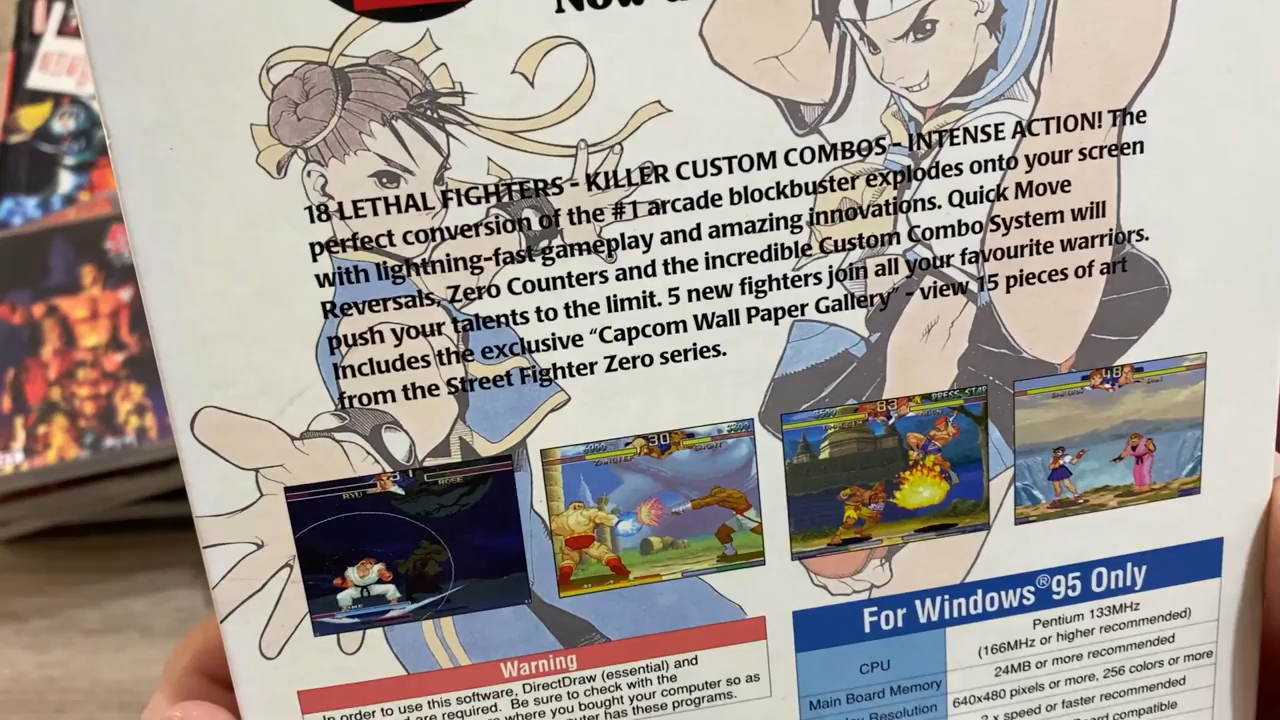 Now
18 LETHAL FIGHTERS - KILLER CUSTOM COMBOS - INTENSE ACTION! The
perfect conversion of the #1 arcade blockbuster explodes onto your screen
with lightning-fast gameplay and amazing innovations. Quick Move
Reversals, Zero Counters and the incredible Custom Combo System will
push your talents to the limit. 5 new fighters join all your favourite warriors.
Includes the exclusive “Capcom Wall Paper Gallery” - view 15 pieces of art
from the Street Fighter Zero series.
RYU ROSE
30
ZANGIEF
83 PRESS STAR
48
For Windows®95 Only
CPU Pentium 133MHz
(166MHz or higher recommended)
Main Board Memory 24MB or more recommended
Resolution 640x480 pixels or more, 256 colors or more
x speed or faster recommended
compatible
Warning
In order to use this software, DirectDraw (essential) and
are required. Be sure to check with the
where you bought your computer so as
has these programs.